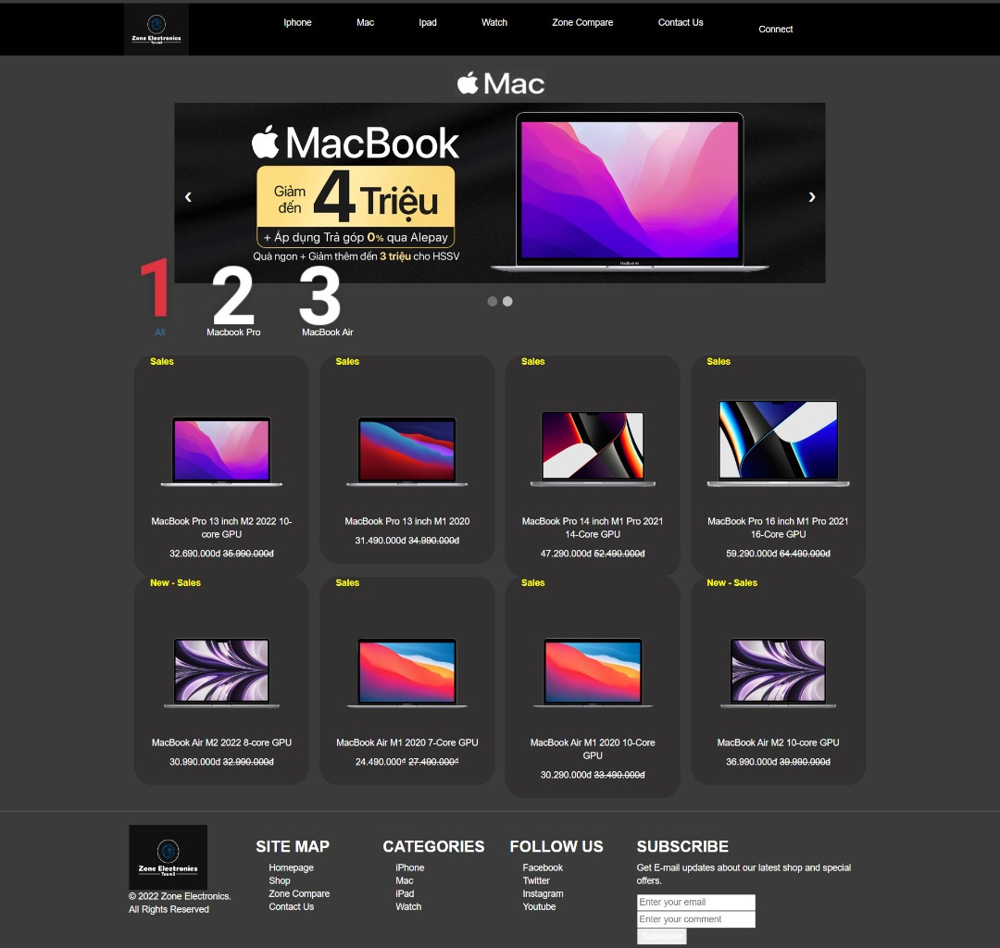 Zone Electronics
Team3
Iphone
Mac
Ipad
Watch
Zone Compare
Contact Us
Connect
Mac
MacBook
Giảm đến 4 Triệu
+ Áp dụng Trả góp 0% qua Alepay
Quà ngon + Giảm thêm đến 3 triệu cho HSSV
MacBook Air
1
2
3
All
Macbook Pro
MacBook Air
Sales
MacBook Pro 13 inch M2 2022 10-
core GPU
32.690.000đ 35.990.000đ
Sales
MacBook Pro 13 inch M1 2020
31.490.000đ 34.990.000đ
Sales
MacBook Pro 14 inch M1 Pro 2021
14-Core GPU
47.290.000đ 52.490.000đ
Sales
MacBook Pro 16 inch M1 Pro 2021
16-Core GPU
59.290.000đ 64.490.000đ
New - Sales
MacBook Air M2 2022 8-core GPU
30.990.000đ 32.990.000đ
Sales
MacBook Air M1 2020 7-Core GPU
24.490.000₫ 27.490.000₫
Sales
MacBook Air M1 2020 10-Core
GPU
30.290.000đ 33.490.000đ
New - Sales
MacBook Air M2 10-core GPU
36.990.000đ 39.990.000đ
Zone Electronics
Team3
© 2022 Zone Electronics.
All Rights Reserved
SITE MAP
Homepage
Shop
Zone Compare
Contact Us
CATEGORIES
iPhone
Mac
iPad
Watch
FOLLOW US
Facebook
Twitter
Instagram
Youtube
SUBSCRIBE
Get E-mail updates about our latest shop and special
offers.
Enter your email
Enter your comment